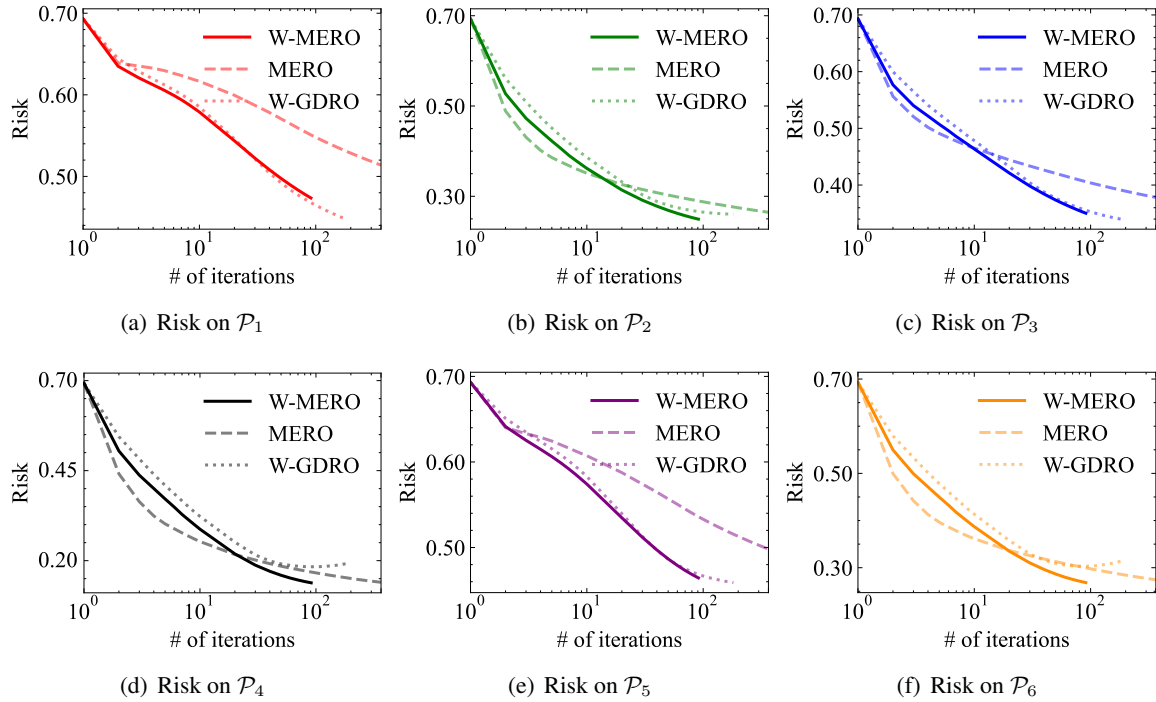 0.70
0.60
0.50
Risk
W-MERO
MERO
W-GDRO
10^0
10^1
10^2
# of iterations
(a) Risk on 𝒫₁
0.70
0.50
0.30
Risk
W-MERO
MERO
W-GDRO
10^0
10^1
10^2
# of iterations
(b) Risk on 𝒫₂
0.70
0.60
0.50
0.40
Risk
W-MERO
MERO
W-GDRO
10^0
10^1
10^2
# of iterations
(c) Risk on 𝒫₃
0.70
0.45
0.20
Risk
W-MERO
MERO
W-GDRO
10^0
10^1
10^2
# of iterations
(d) Risk on 𝒫₄
0.70
0.60
0.50
Risk
W-MERO
MERO
W-GDRO
10^0
10^1
10^2
# of iterations
(e) Risk on 𝒫₅
0.70
0.50
0.30
Risk
W-MERO
MERO
W-GDRO
10^0
10^1
10^2
# of iterations
(f) Risk on 𝒫₆